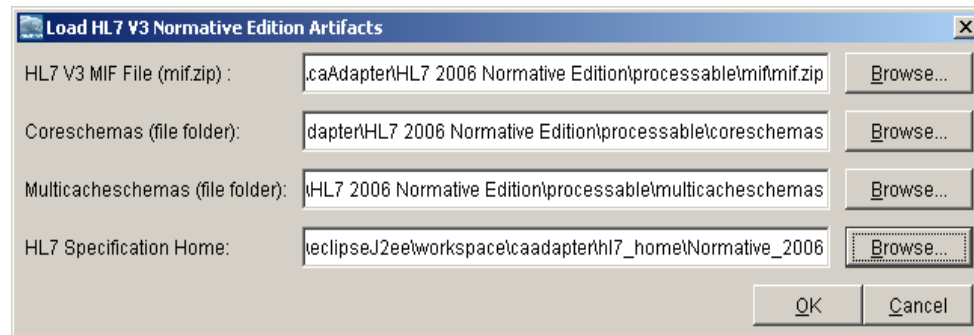 Load HL7 V3 Normative Edition Artifacts
HL7 V3 MIF File (mif.zip) : .caAdapter\HL7 2006 Normative Edition\processable\mif\mif.zip Browse...
Coreschemas (file folder): dapter\HL7 2006 Normative Edition\processable\coreschemas Browse...
Multicacheschemas (file folder): \HL7 2006 Normative Edition\processable\multicacheschemas Browse...
HL7 Specification Home: \eclipseJ2ee\workspace\caadapter\hl7_home\Normative_2006 Browse...
OK Cancel